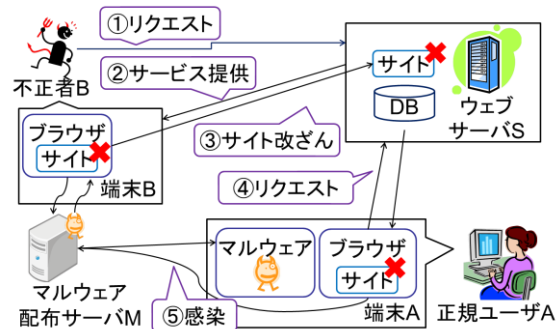 ①リクエスト
不正者B
②サービス提供
サイト
DB
ウェブ
サーバS
ブラウザ
サイト
端末B
③サイト改ざん
④リクエスト
マルウェア
配布サーバM
マルウェア
ブラウザ
サイト
端末A
⑤感染
正規ユーザA